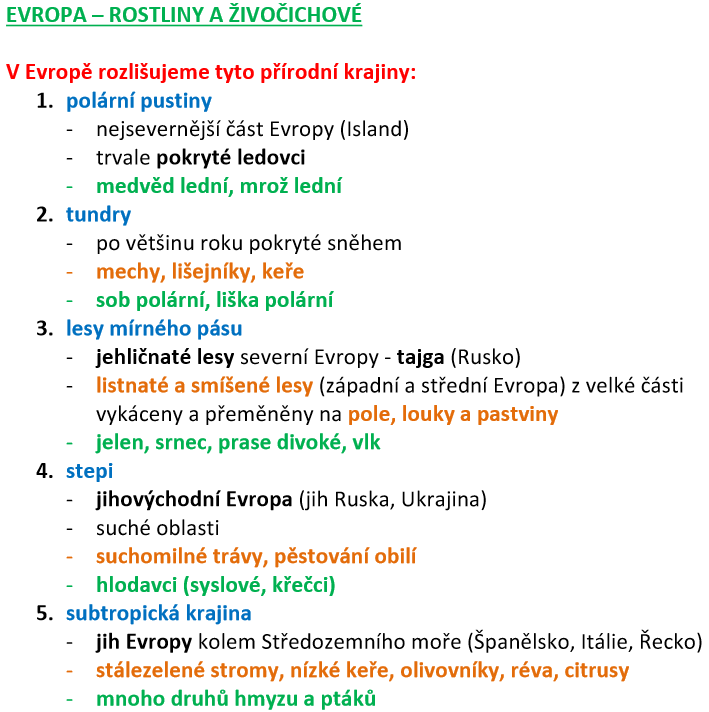 EVROPA – ROSTLINY A ŽIVOČICHOVÉ
V Evropě rozlišujeme tyto přírodní krajiny:
1. polární pustiny
- nejsevernější část Evropy (Island)
- trvale pokryté ledovci
- medvěd lední, mrož lední
2. tundry
- po většinu roku pokryté sněhem
- mechy, lišejníky, keře
- sob polární, liška polární
3. lesy mírného pásu
- jehličnaté lesy severní Evropy - tajga (Rusko)
- listnaté a smíšené lesy (západní a střední Evropa) z velké části
vykáceny a přeměněny na pole, louky a pastviny
- jelen, srnec, prase divoké, vlk
4. stepi
- jihovýchodní Evropa (jih Ruska, Ukrajina)
- suché oblasti
- suchomilné trávy, pěstování obilí
- hlodavci (syslové, křečci)
5. subtropická krajina
- jih Evropy kolem Středozemního moře (Španělsko, Itálie, Řecko)
- stálezelené stromy, nízké keře, olivovníky, réva, citrusy
- mnoho druhů hmyzu a ptáků